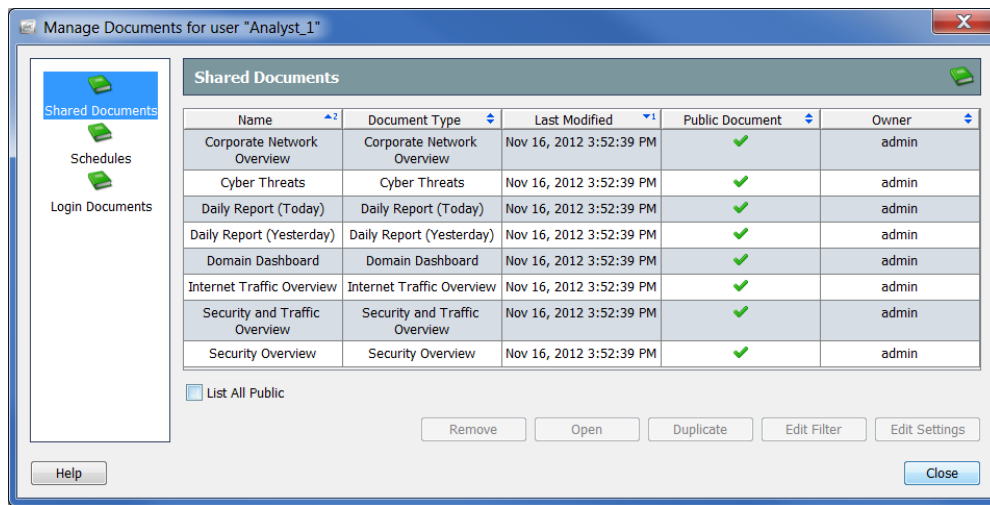 Manage Documents for user "Analyst_1"
Shared Documents
Schedules
Login Documents
Shared Documents
Name 2 Document Type Last Modified 1 Public Document Owner
Corporate Network Overview Corporate Network Overview Nov 16, 2012 3:52:39 PM admin
Cyber Threats Cyber Threats Nov 16, 2012 3:52:39 PM admin
Daily Report (Today) Daily Report (Today) Nov 16, 2012 3:52:39 PM admin
Daily Report (Yesterday) Daily Report (Yesterday) Nov 16, 2012 3:52:39 PM admin
Domain Dashboard Domain Dashboard Nov 16, 2012 3:52:39 PM admin
Internet Traffic Overview Internet Traffic Overview Nov 16, 2012 3:52:39 PM admin
Security and Traffic Overview Security and Traffic Overview Nov 16, 2012 3:52:39 PM admin
Security Overview Security Overview Nov 16, 2012 3:52:39 PM admin
List All Public
Remove Open Duplicate Edit Filter Edit Settings
Help Close